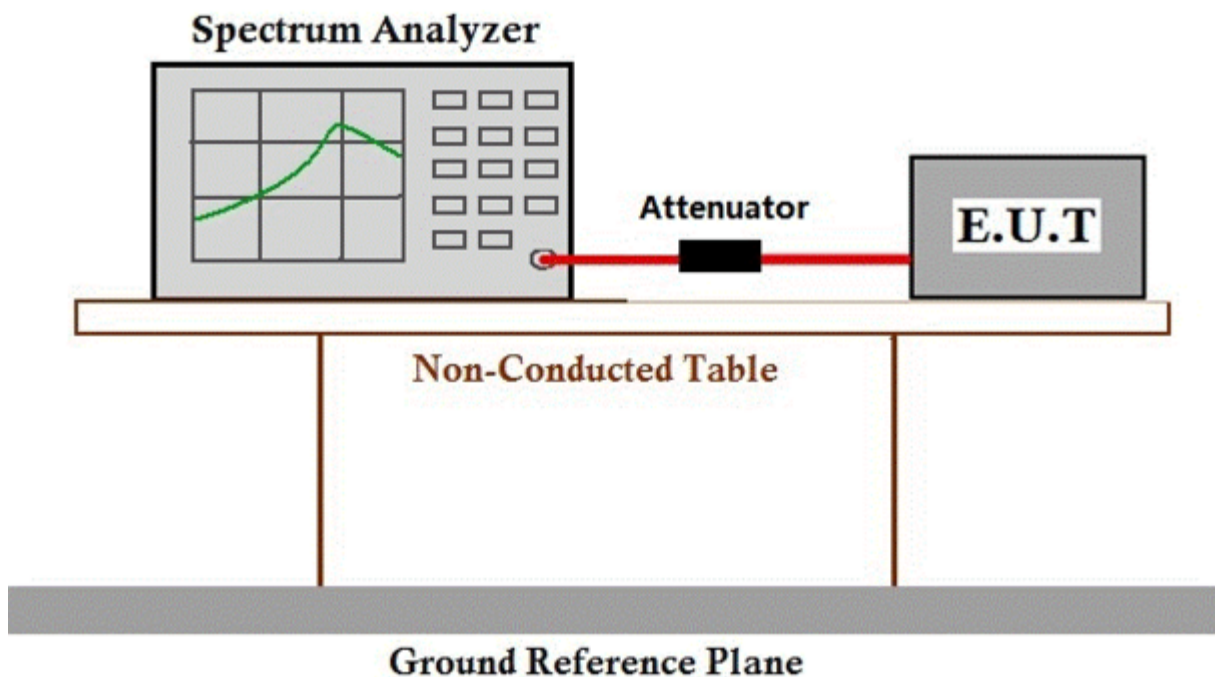 Spectrum Analyzer
Attenuator
E.U.T
Non-Conducted Table
Ground Reference Plane